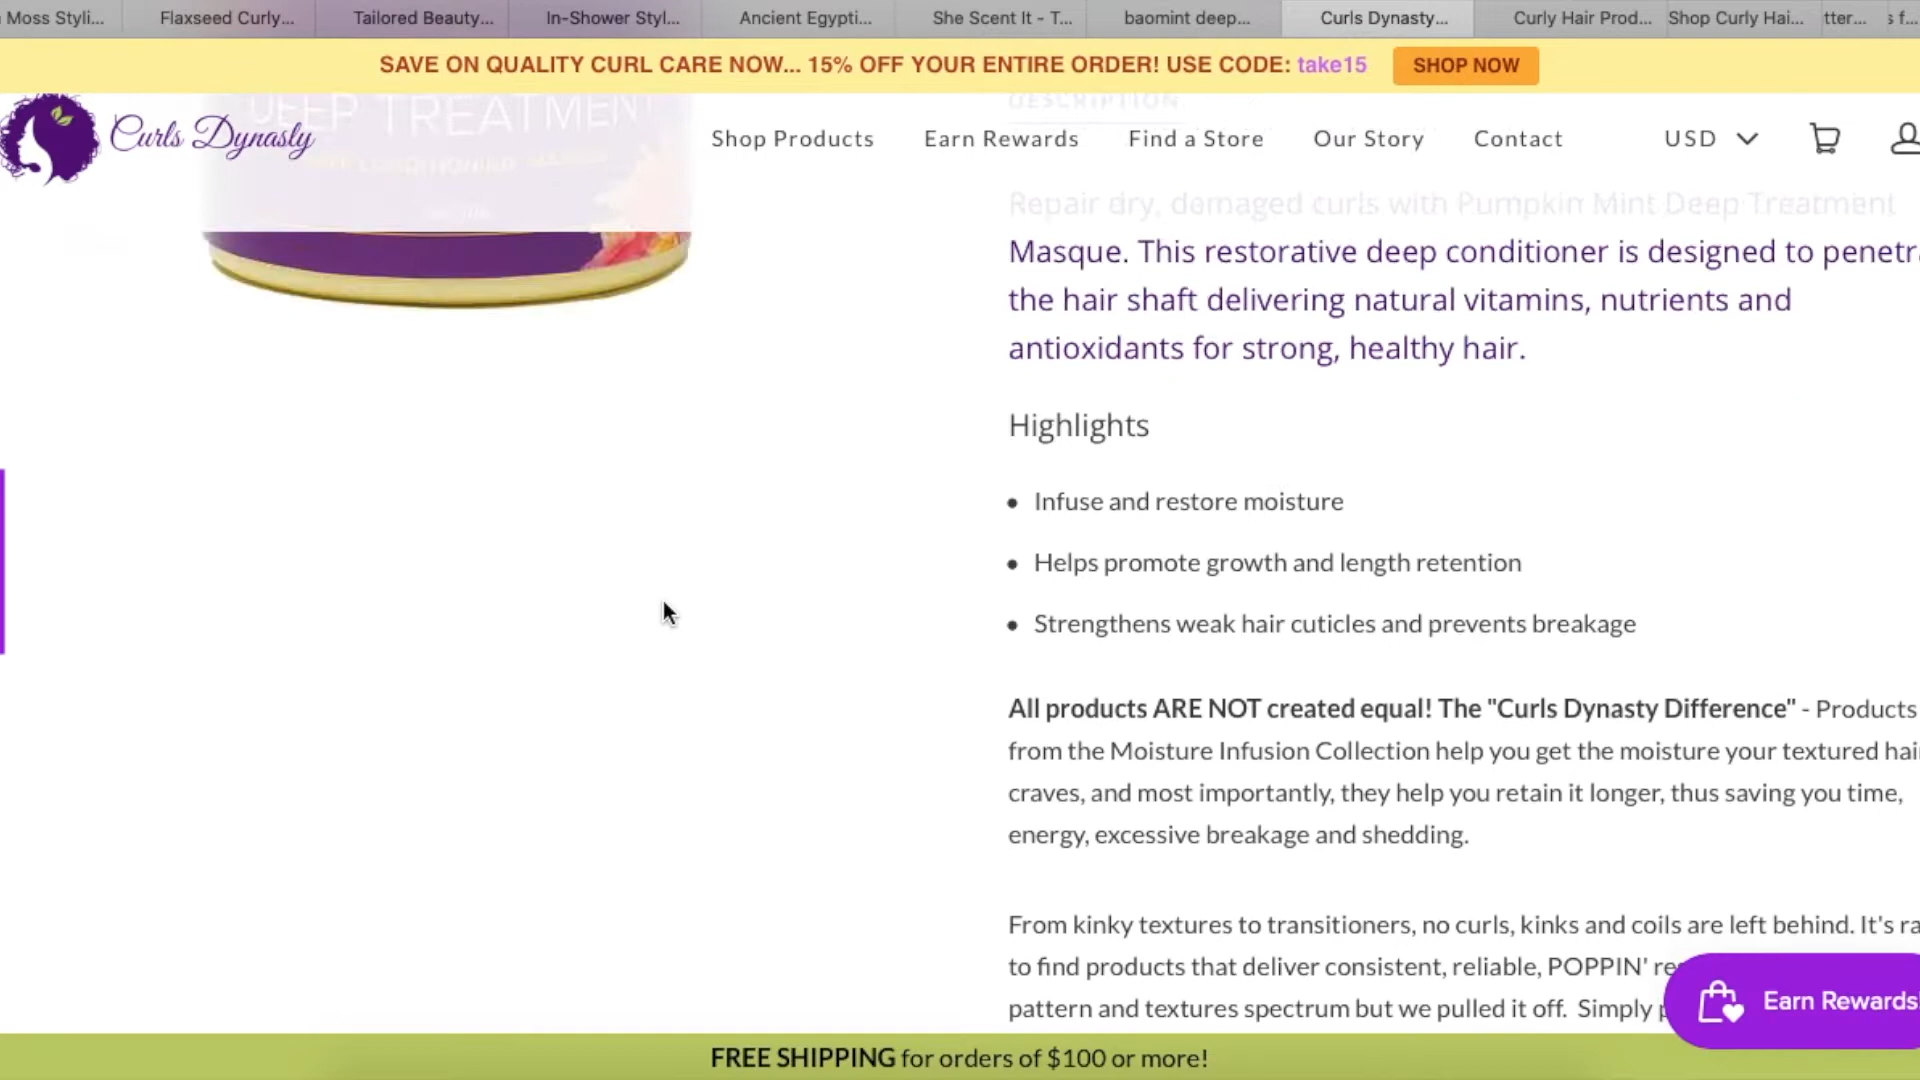 Moss Styli...
Flaxseed Curly...
Tailored Beauty...
In-Shower Styl...
Ancient Egypti...
She Scent It - T...
baomint deep...
Curls Dynasty...
Curly Hair Prod...
Shop Curly Hai...
tter...
s f...
SAVE ON QUALITY CURL CARE NOW... 15% OFF YOUR ENTIRE ORDER! USE CODE: take15
SHOP NOW
DEEP TREATMENT
DESCRIPTION
Curls Dynasty
Shop Products
Earn Rewards
Find a Store
Our Story
Contact
USD
Repair dry, damaged curls with Pumpkin Mint Deep Treatment
Masque. This restorative deep conditioner is designed to penetr
the hair shaft delivering natural vitamins, nutrients and
antioxidants for strong, healthy hair.
Highlights
• Infuse and restore moisture
• Helps promote growth and length retention
• Strengthens weak hair cuticles and prevents breakage
All products ARE NOT created equal! The "Curls Dynasty Difference" - Products
from the Moisture Infusion Collection help you get the moisture your textured hai
craves, and most importantly, they help you retain it longer, thus saving you time,
energy, excessive breakage and shedding.
From kinky textures to transitioners, no curls, kinks and coils are left behind. It's ra
to find products that deliver consistent, reliable, POPPIN' re
pattern and textures spectrum but we pulled it off. Simply p
Earn Rewards
FREE SHIPPING for orders of $100 or more!